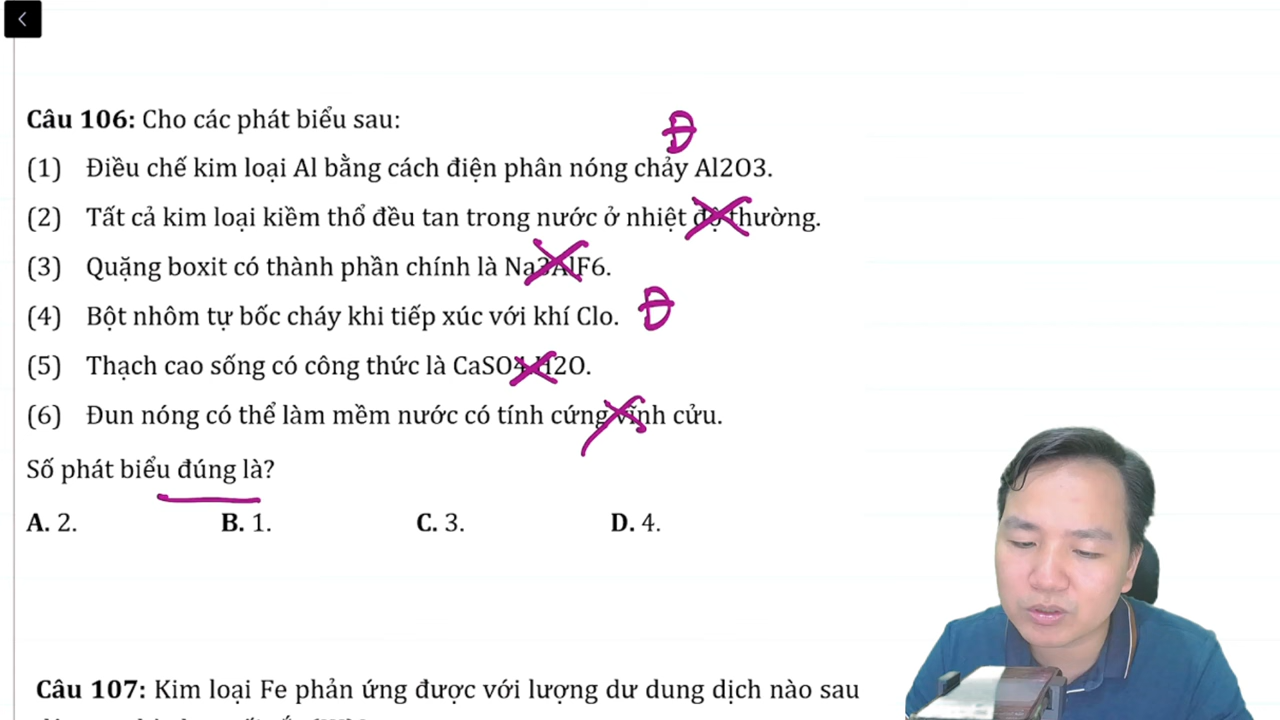 Câu 106: Cho các phát biểu sau:
Đ
(1) Điều chế kim loại Al bằng cách điện phân nóng chảy Al2O3.
(2) Tất cả kim loại kiềm thổ đều tan trong nước ở nhiệt độ thường.
(3) Quặng boxit có thành phần chính là Na3AlF6.
(4) Bột nhôm tự bốc cháy khi tiếp xúc với khí Clo. Đ
(5) Thạch cao sống có công thức là CaSO4.H2O.
(6) Đun nóng có thể làm mềm nước có tính cứng vĩnh cửu.
Số phát biểu đúng là?
A. 2. B. 1. C. 3. D. 4.
Câu 107: Kim loại Fe phản ứng được với lượng dư dung dịch nào sau